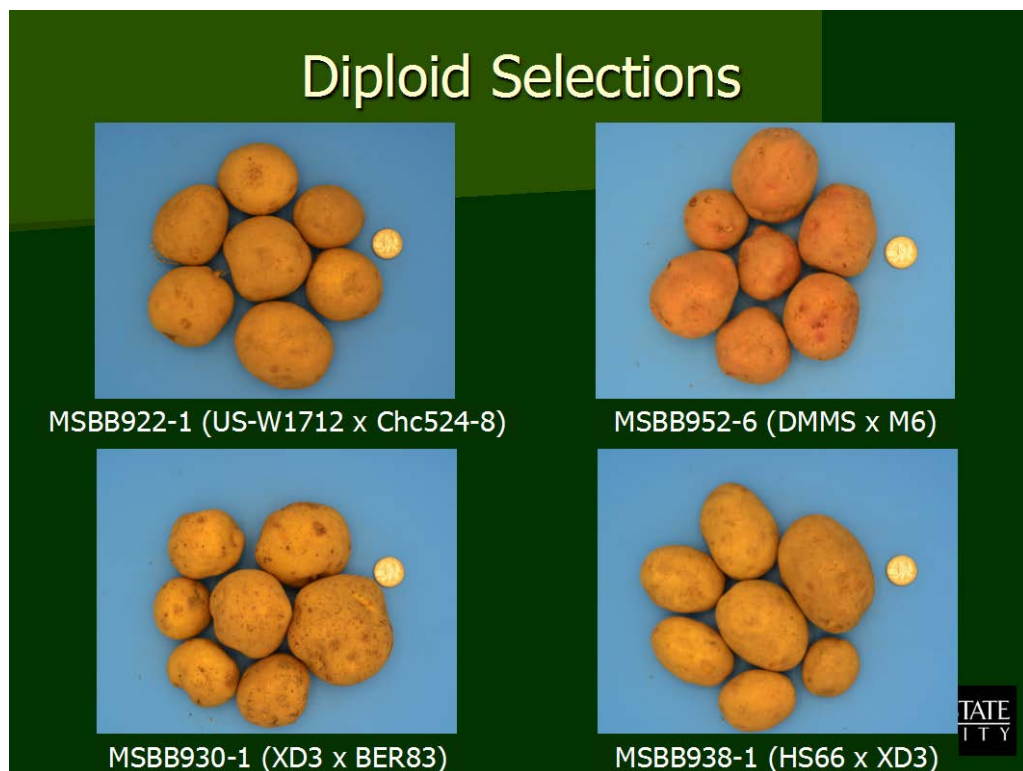 Diploid Selections
MSBB922-1 (US-W1712 x Chc524-8)
MSBB952-6 (DMMS x M6)
MSBB930-1 (XD3 x BER83)
MSBB938-1 (HS66 x XD3)
TATE
ITY